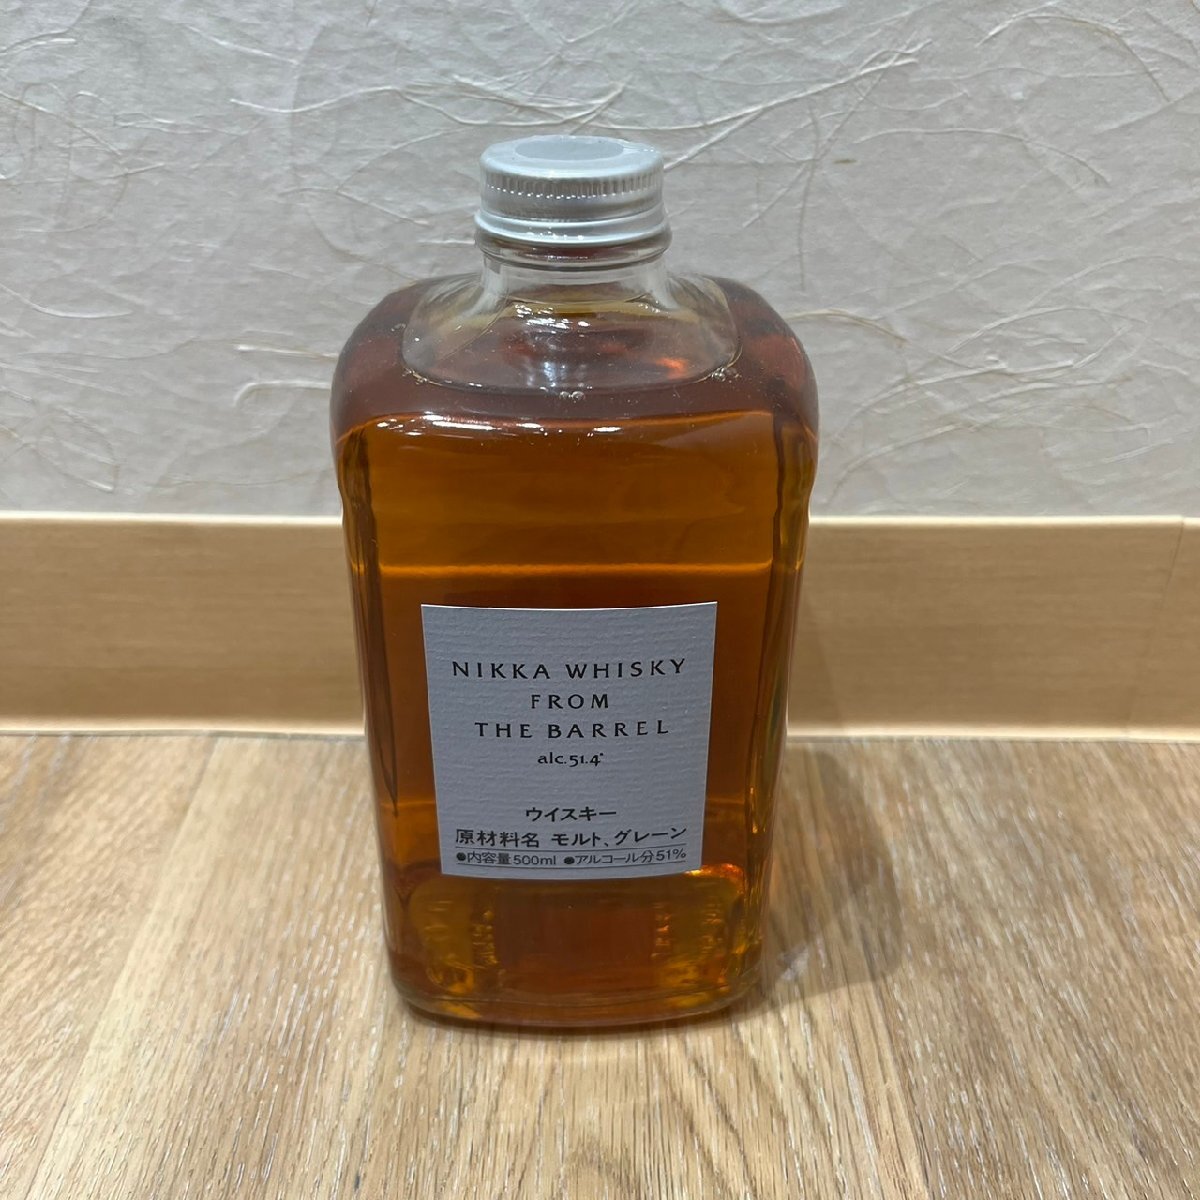 NIKKA WHISKY
FROM
THE BARREL
alc.51.4°
ウイスキー
原材料名 モルト、グレーン
●内容量500ml ●アルコール分51%